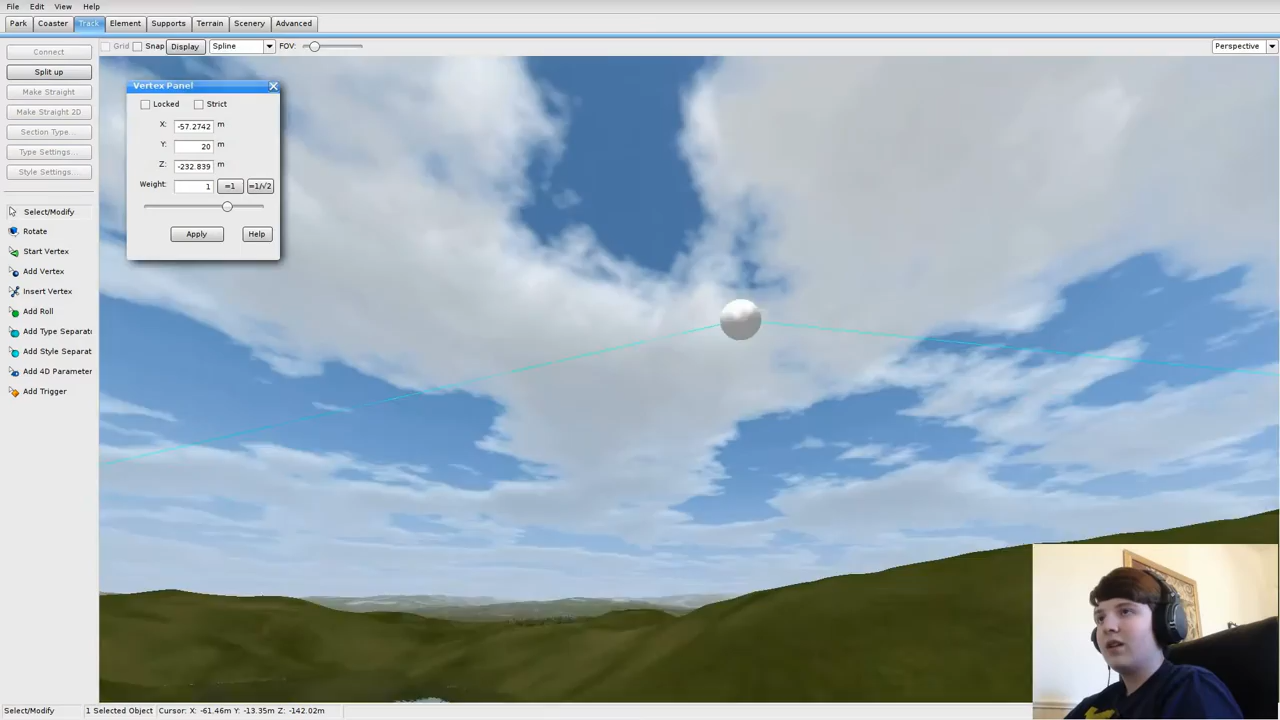 File Edit View Help
Park Coaster Track Element Supports Terrain Scenery Advanced
Connect
Split up
Make Straight
Make Straight 2D
Section Type...
Type Settings...
Style Settings...
Select/Modify
Rotate
Start Vertex
Add Vertex
Insert Vertex
Add Roll
Add Type Separato
Add Style Separat
Add 4D Parameter
Add Trigger
Grid Snap Display Spline FOV: Perspective
Vertex Panel
Locked Strict
X: -57.2742 m
Y: 20 m
Z: -232.839 m
Weight: 1 =1 =1/√2
Apply Help
Select/Modify 1 Selected Object Cursor: X: -61.46m Y: -13.35m Z: -142.02m